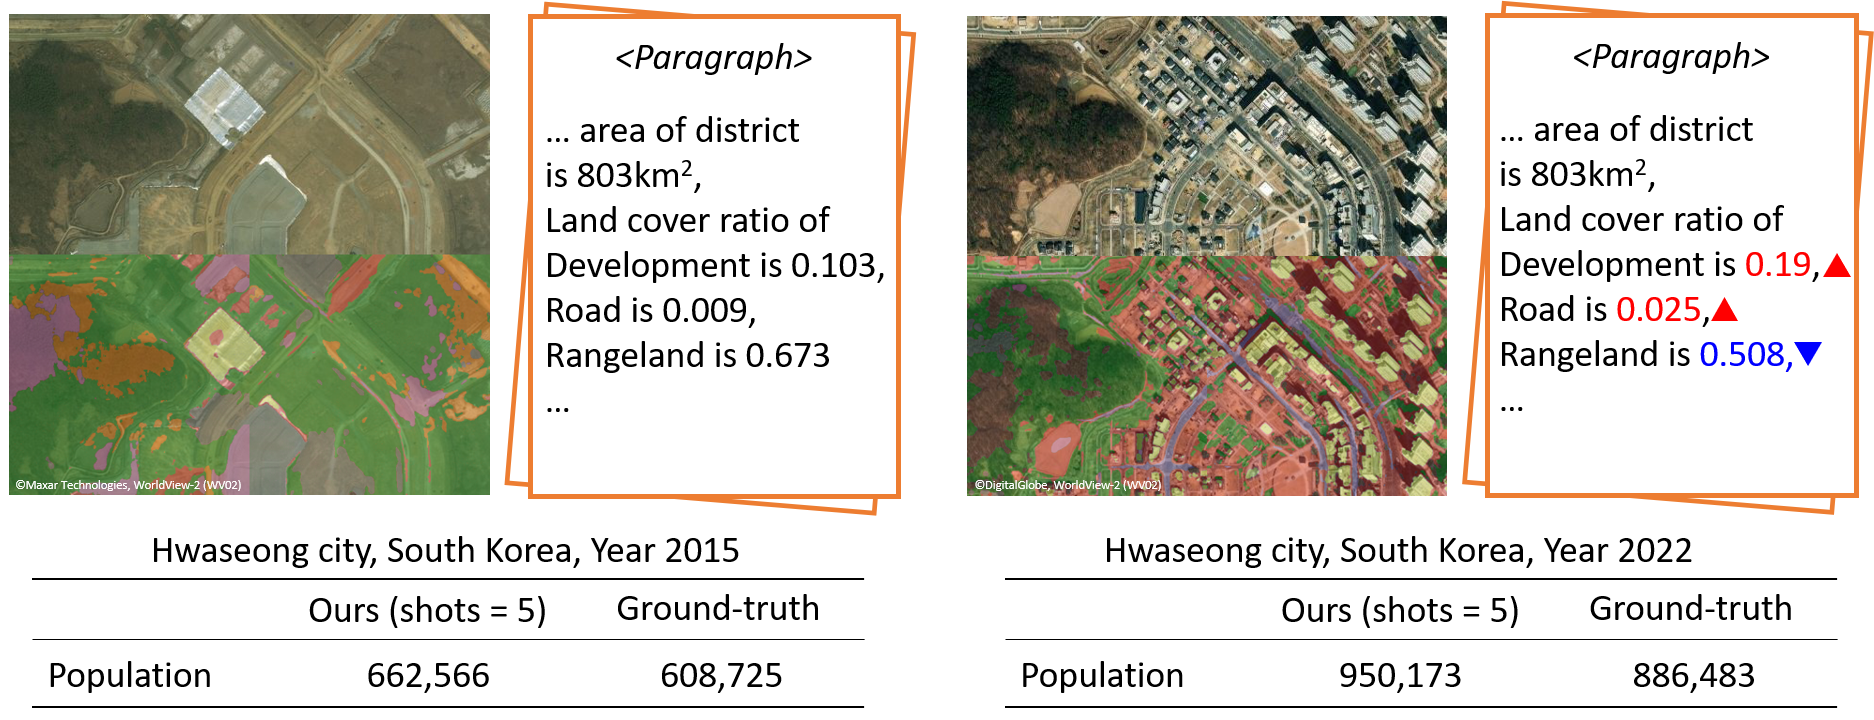 <Paragraph>
... area of district
is 803km²,
Land cover ratio of
Development is 0.103,
Road is 0.009,
Rangeland is 0.673
...
©Maxar Technologies, WorldView-2 (WV02)
Hwaseong city, South Korea, Year 2015
Ours (shots = 5) Ground-truth
Population 662,566 608,725
<Paragraph>
... area of district
is 803km²,
Land cover ratio of
Development is 0.19,▲
Road is 0.025,▲
Rangeland is 0.508,▼
...
©DigitalGlobe, WorldView-2 (WV02)
Hwaseong city, South Korea, Year 2022
Ours (shots = 5) Ground-truth
Population 950,173 886,483